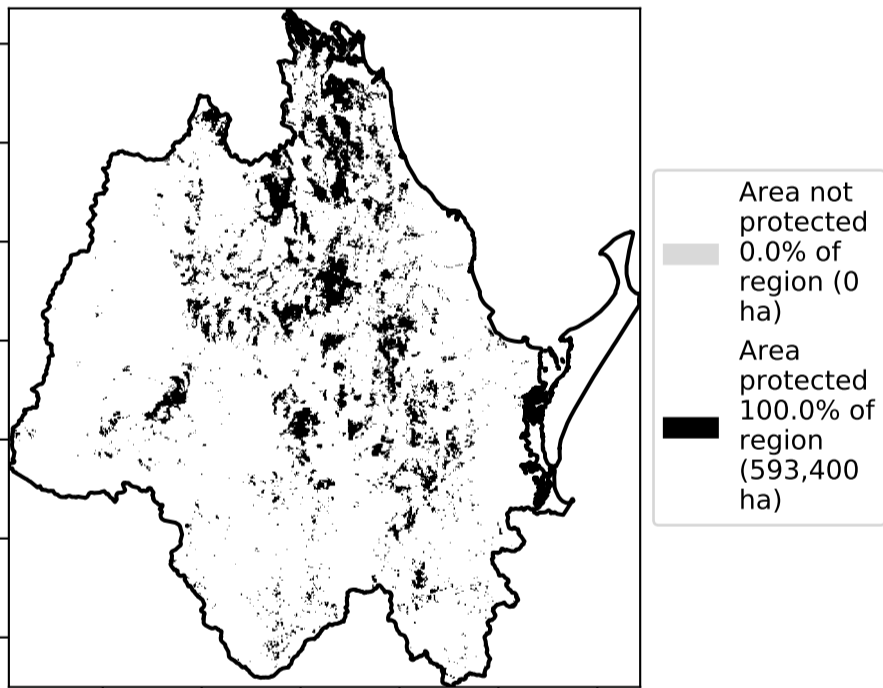 Area not
protected
0.0% of
region (0
ha)
Area
protected
100.0% of
region
(593,400
ha)